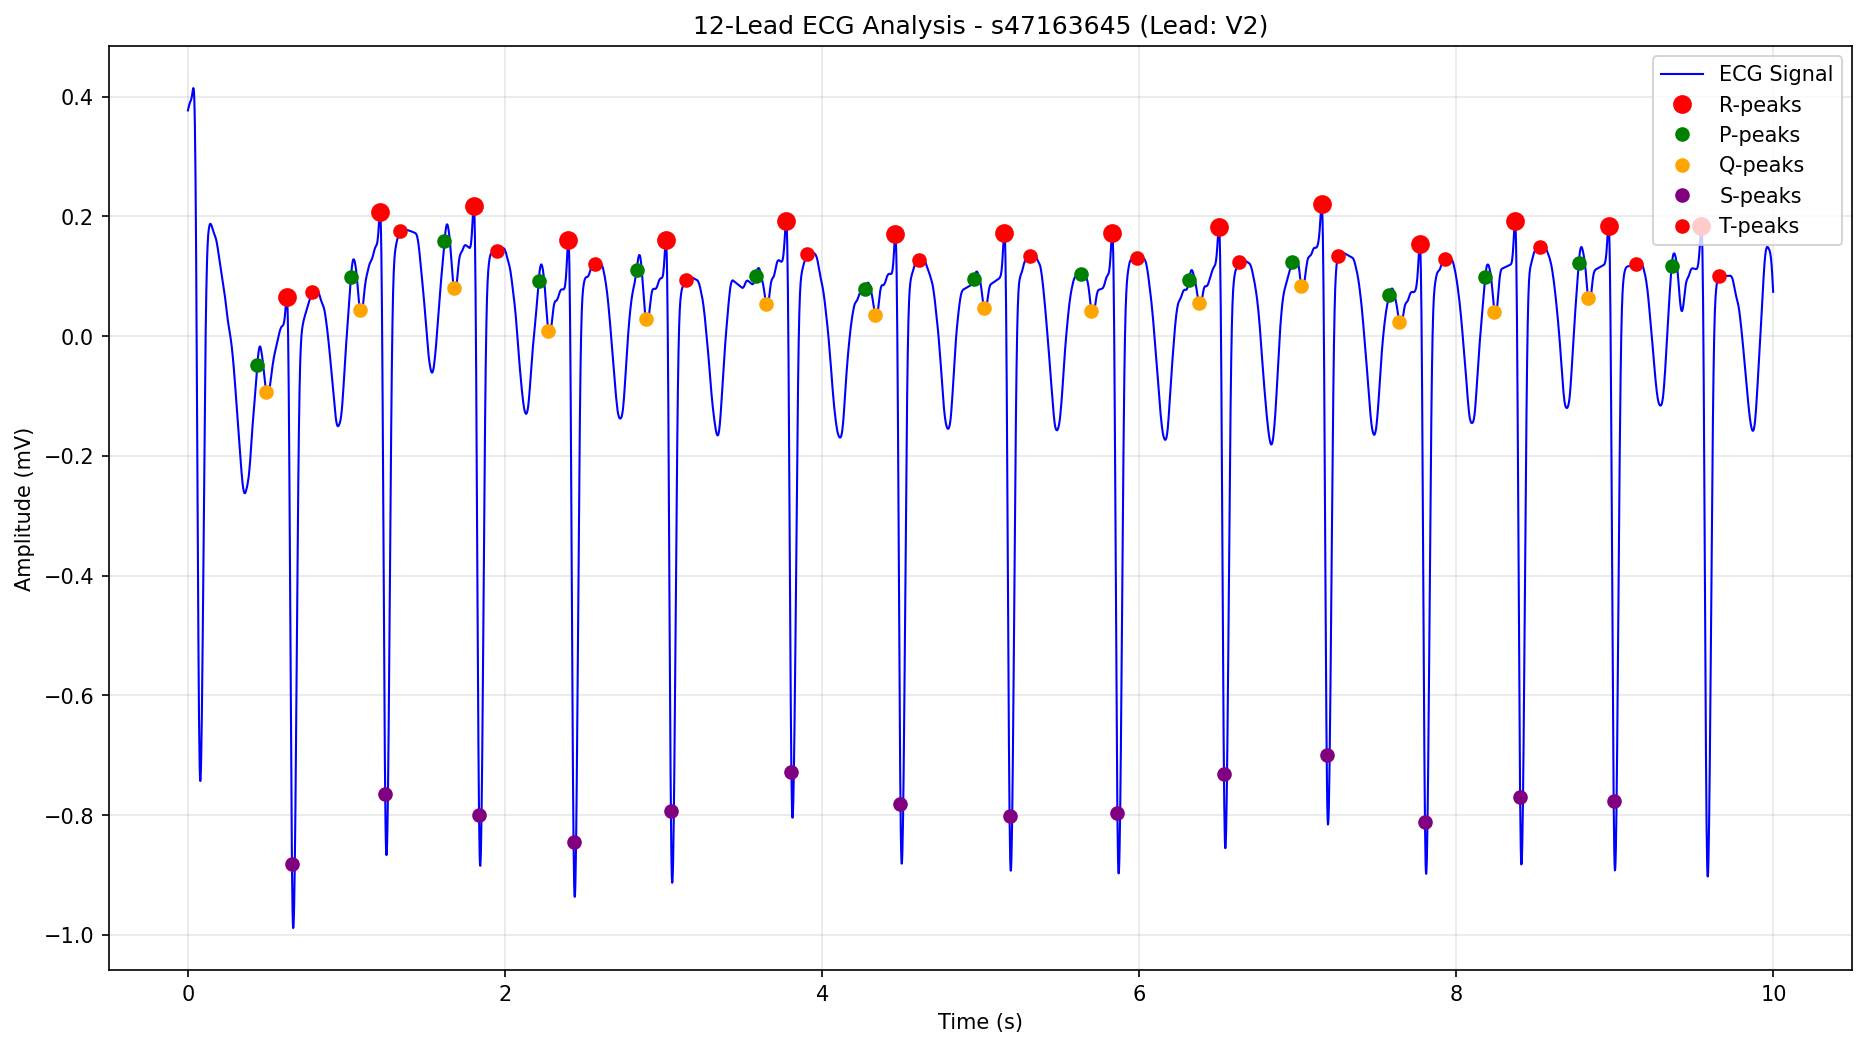 12-Lead ECG Analysis - s47163645 (Lead: V2)
ECG Signal
R-peaks
P-peaks
Q-peaks
S-peaks
T-peaks
Amplitude (mV)
0.4
0.2
0.0
−0.2
−0.4
−0.6
−0.8
−1.0
0
2
4
6
8
10
Time (s)